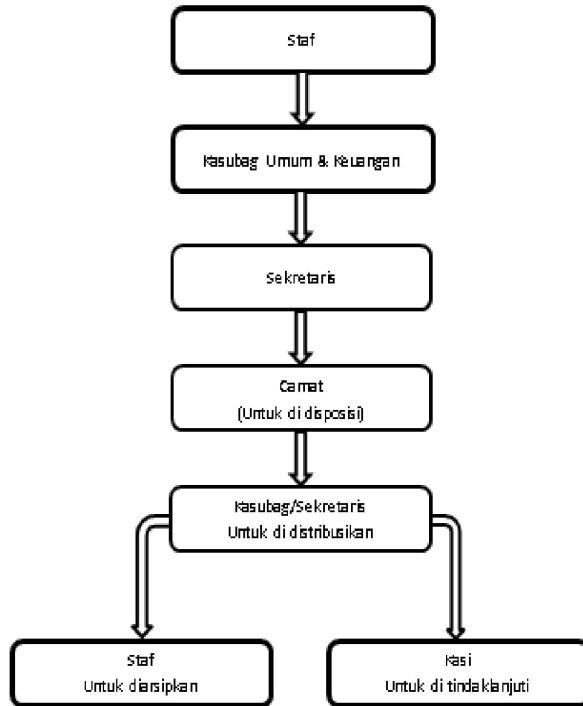 Staf
Kasubag Umum & Keuangan
Sekretaris
Camat
(Untuk di disposisi)
Kasubag/Sekretaris
Untuk di distribusikan
Staf
Untuk diarsipkan
Kasi
Untuk di tindaklanjuti